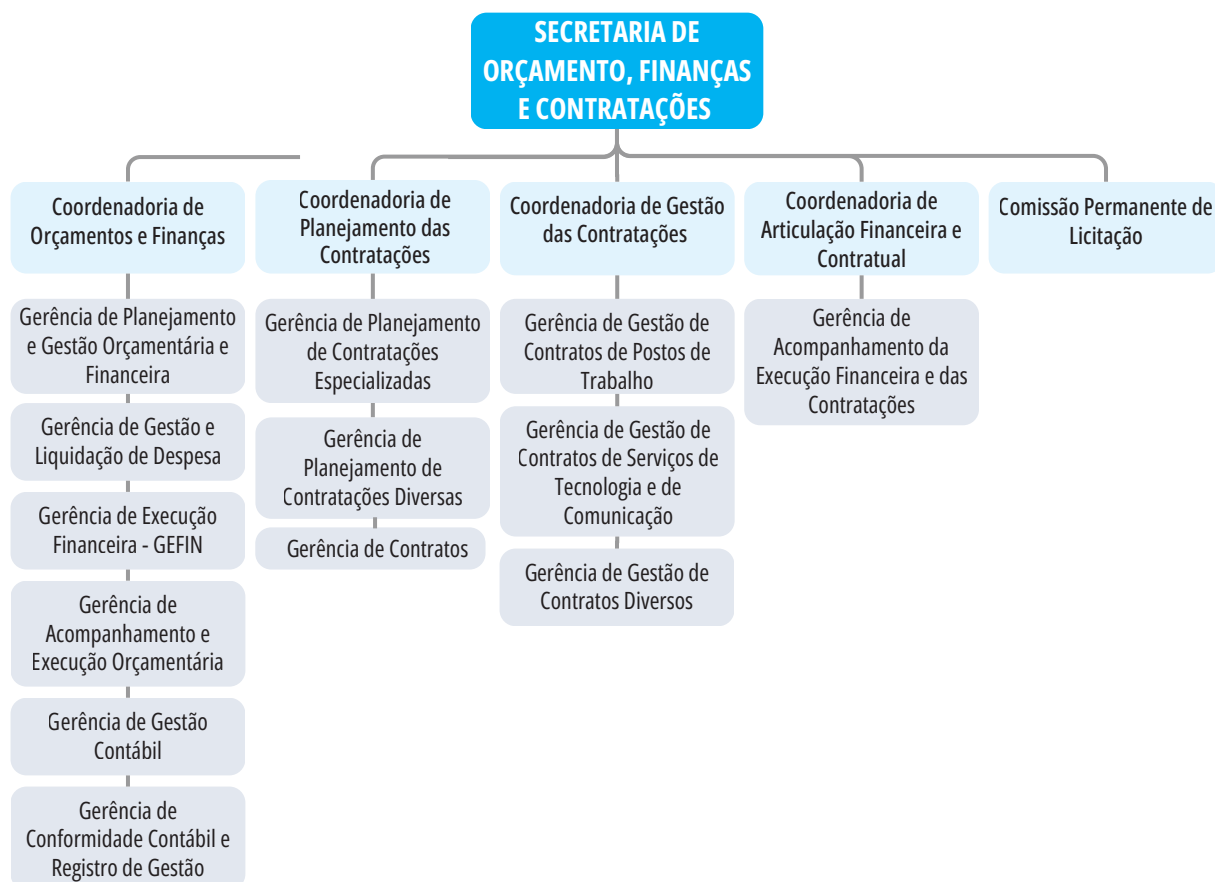 SECRETARIA DE
ORÇAMENTO, FINANÇAS
E CONTRATAÇÕES
Coordenadoria de
Orçamentos e Finanças
Gerência de Planejamento
e Gestão Orçamentária e
Financeira
Gerência de Gestão e
Liquidação de Despesa
Gerência de Execução
Financeira - GEFIN
Gerência de
Acompanhamento e
Execução Orçamentária
Gerência de Gestão
Contábil
Gerência de
Conformidade Contábil e
Registro de Gestão
Coordenadoria de
Planejamento das
Contratações
Gerência de Planejamento
de Contratações
Especializadas
Gerência de
Planejamento de
Contratações Diversas
Gerência de Contratos
Coordenadoria de Gestão
das Contratações
Gerência de Gestão de
Contratos de Postos de
Trabalho
Gerência de Gestão de
Contratos de Serviços de
Tecnologia e de
Comunicação
Gerência de Gestão de
Contratos Diversos
Coordenadoria de
Articulação Financeira e
Contratual
Gerência de
Acompanhamento da
Execução Financeira e das
Contratações
Comissão Permanente de
Licitação